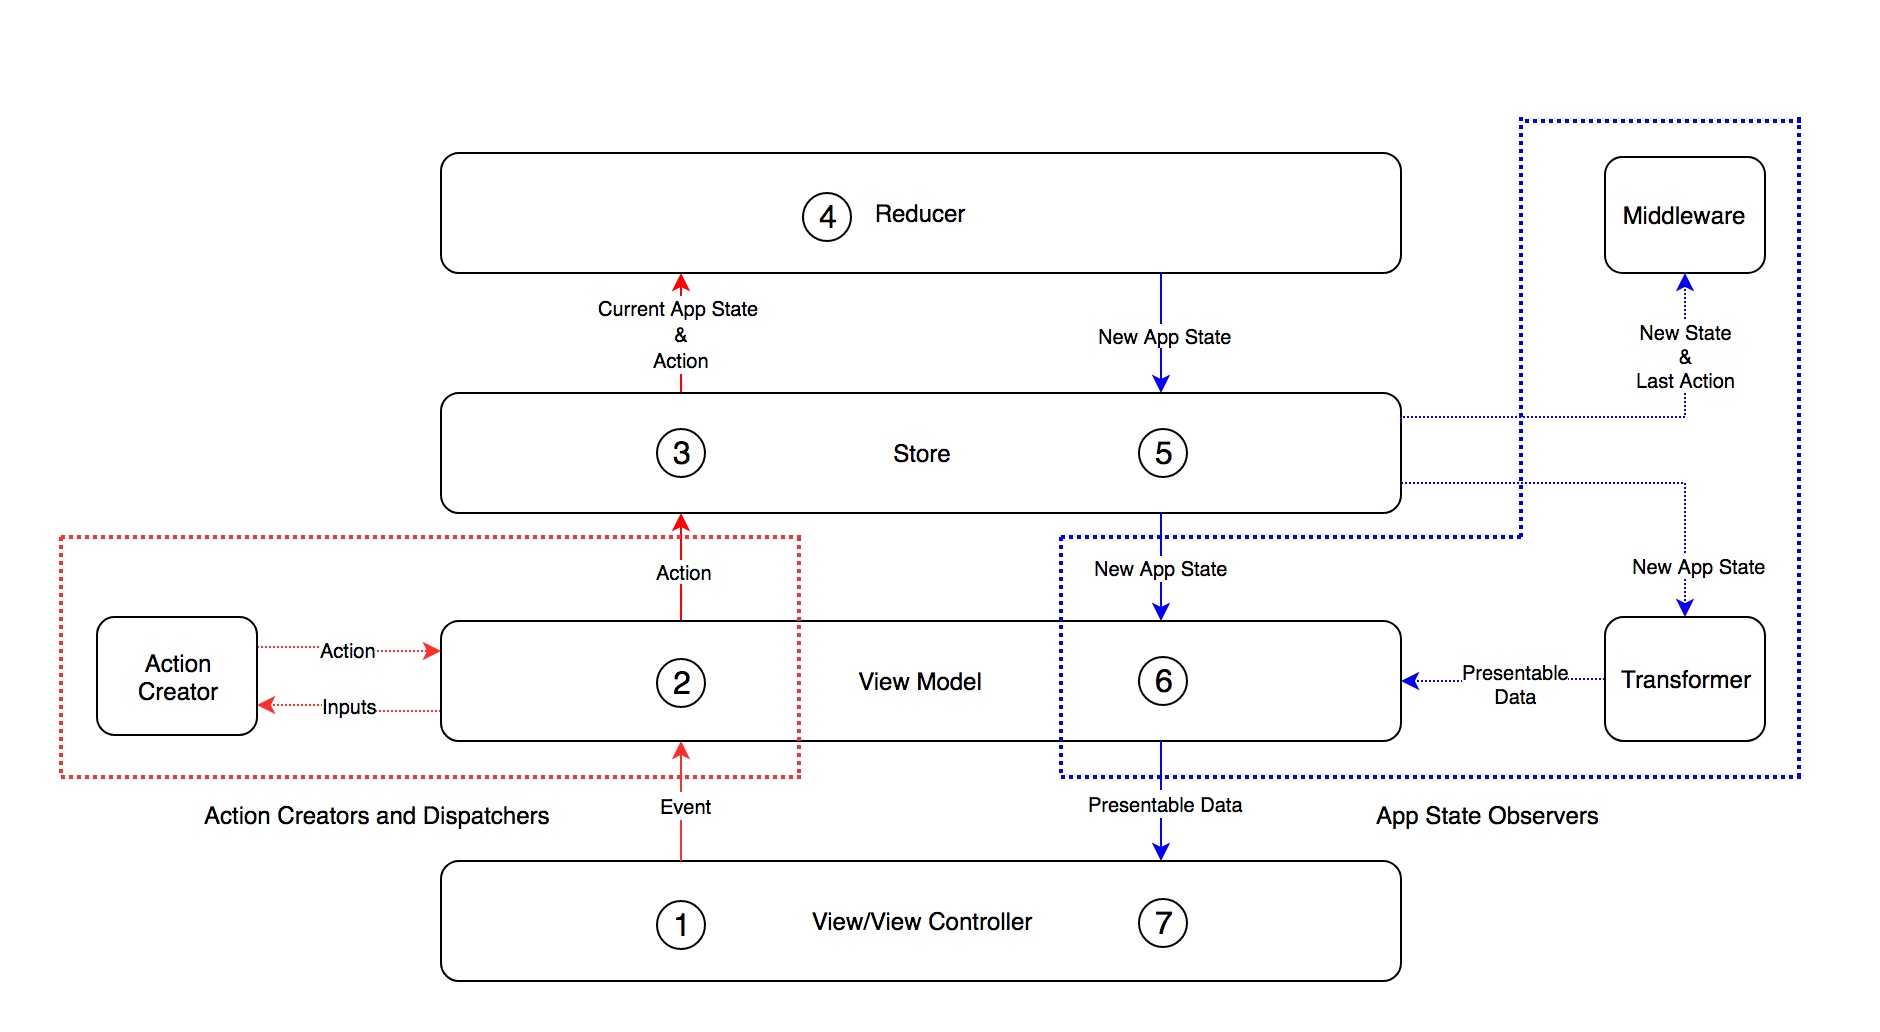 4 Reducer
Middleware
Current App State
&
Action
New App State
New State
&
Last Action
3 Store 5
Action
New App State
New App State
Action
Creator
Action
Inputs
2 View Model 6
Presentable
Data
Transformer
Action Creators and Dispatchers
Event
Presentable Data
App State Observers
1 View/View Controller 7